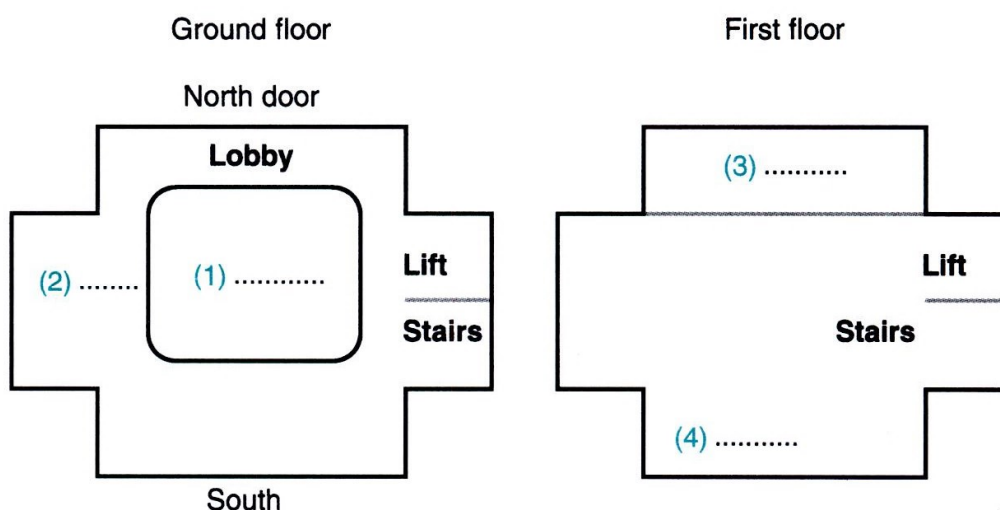 Ground floor
First floor
North door
Lobby
(3) ...........
(2) .......
(1) ............
Lift
Lift
Stairs
Stairs
(4) ...........
South